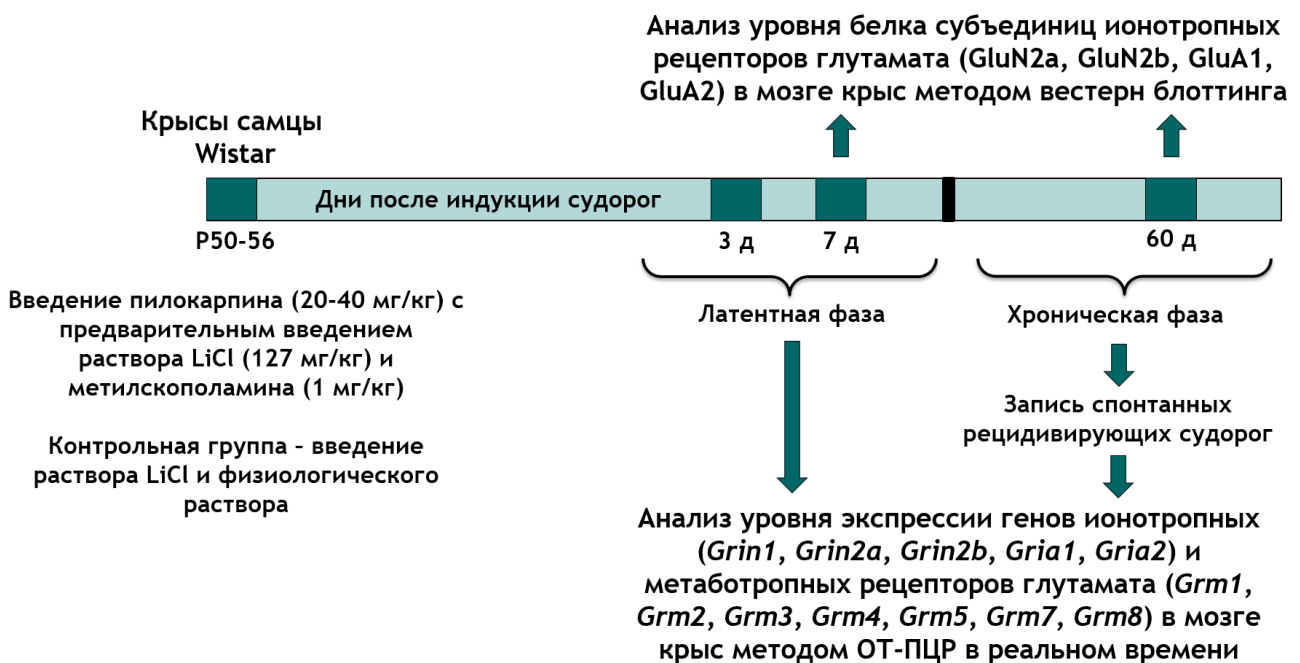 Анализ уровня белка субъединиц ионотропных
рецепторов глутамата (GluN2a, GluN2b, GluA1,
GluA2) в мозге крыс методом вестерн блоттинга
Крысы самцы
Wistar
Дни после индукции судорог
P50-56
3 д
7 д
60 д
Введение пилокарпина (20-40 мг/кг) с
предварительным введением
раствора LiCl (127 мг/кг) и
метилскополамина (1 мг/кг)
Контрольная группа – введение
раствора LiCl и физиологического
раствора
Латентная фаза
Хроническая фаза
Запись спонтанных
рецидивирующих судорог
Анализ уровня экспрессии генов ионотропных
(Grin1, Grin2a, Grin2b, Gria1, Gria2) и
метаботропных рецепторов глутамата (Grm1,
Grm2, Grm3, Grm4, Grm5, Grm7, Grm8) в мозге
крыс методом ОТ-ПЦР в реальном времени